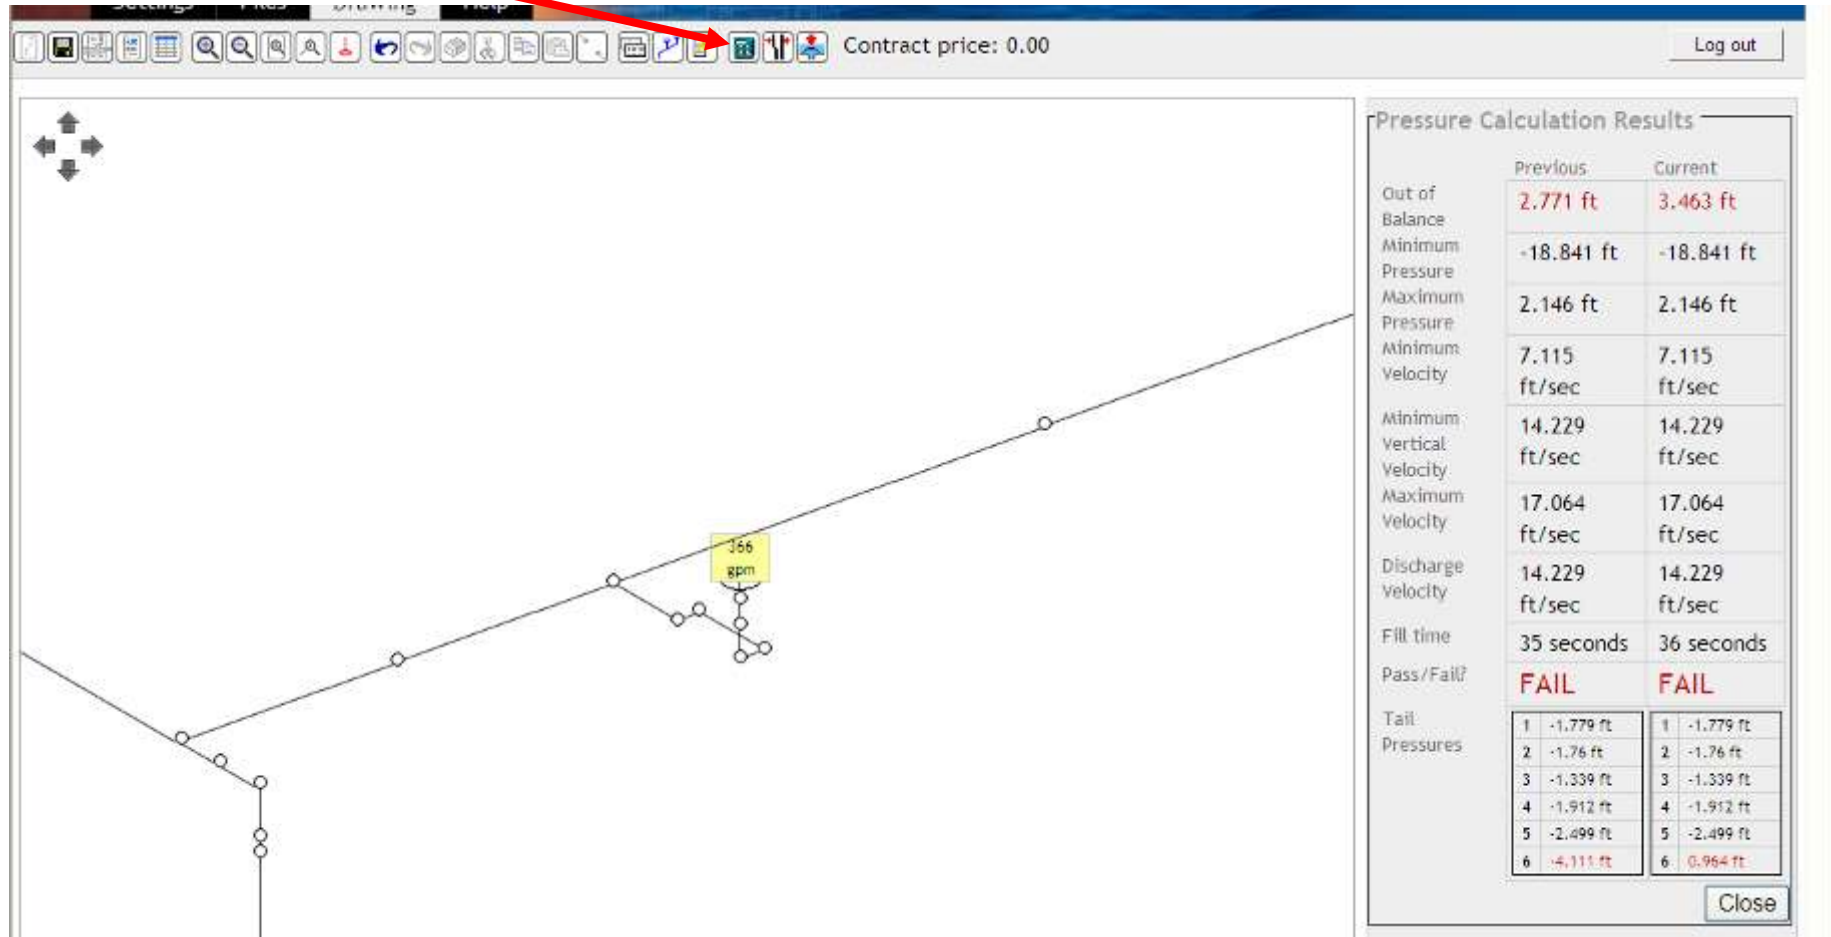 Settings Files Drawing Help
Contract price: 0.00
Log out
Pressure Calculation Results
Previous Current
Out of
Balance
2.771 ft 3.463 ft
Minimum
Pressure
-18.841 ft -18.841 ft
Maximum
Pressure
2.146 ft 2.146 ft
Minimum
Velocity
7.115
ft/sec
7.115
ft/sec
Minimum
Vertical
Velocity
14.229
ft/sec
14.229
ft/sec
Maximum
Velocity
17.064
ft/sec
17.064
ft/sec
Discharge
Velocity
14.229
ft/sec
14.229
ft/sec
Fill time 35 seconds 36 seconds
Pass/Fail? FAIL FAIL
Tail
Pressures
1 -1.779 ft 1 -1.779 ft
2 -1.76 ft 2 -1.76 ft
3 -1.339 ft 3 -1.339 ft
4 -1.912 ft 4 -1.912 ft
5 -2.499 ft 5 -2.499 ft
6 -4.111 ft 6 0.964 ft
Close
366
gpm